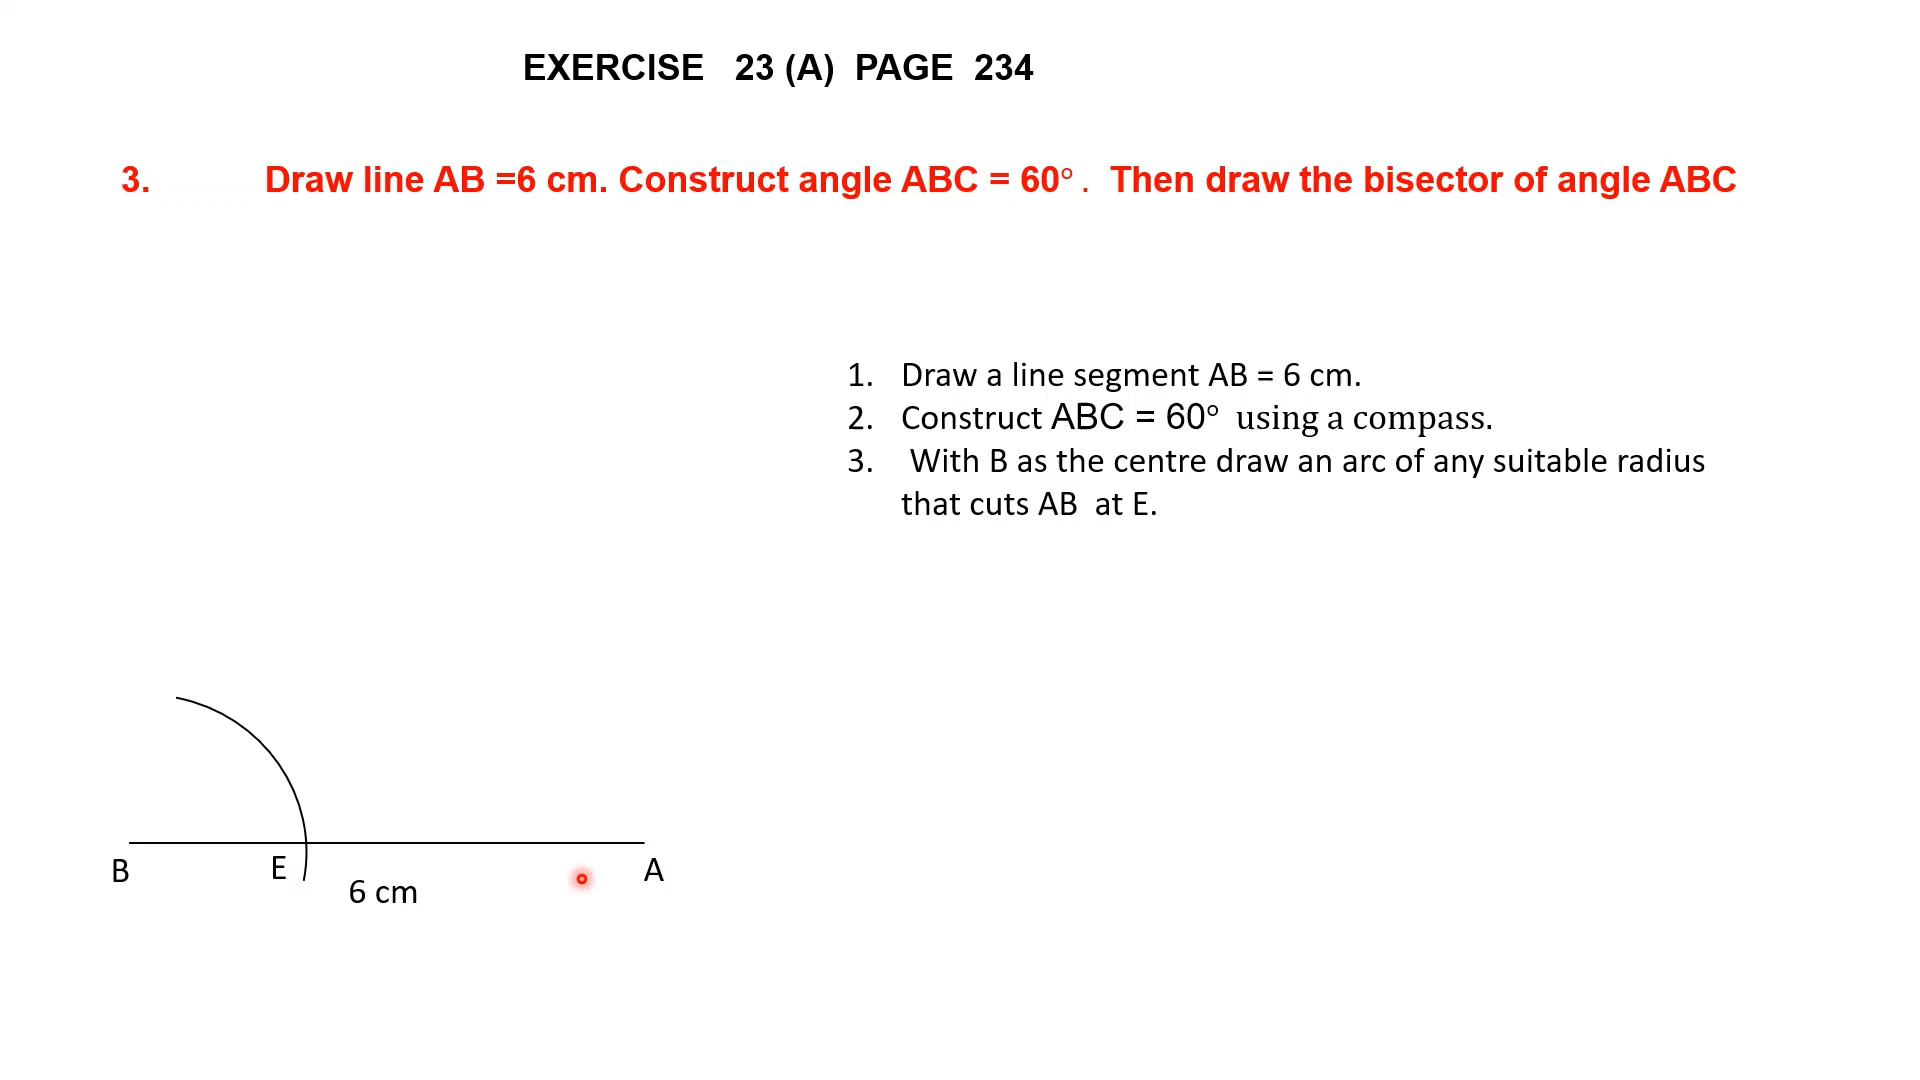 EXERCISE 23 (A) PAGE 234
3. Draw line AB =6 cm. Construct angle ABC = 60° . Then draw the bisector of angle ABC
1. Draw a line segment AB = 6 cm.
2. Construct ABC = 60° using a compass.
3. With B as the centre draw an arc of any suitable radius
that cuts AB at E.
B E A
6 cm